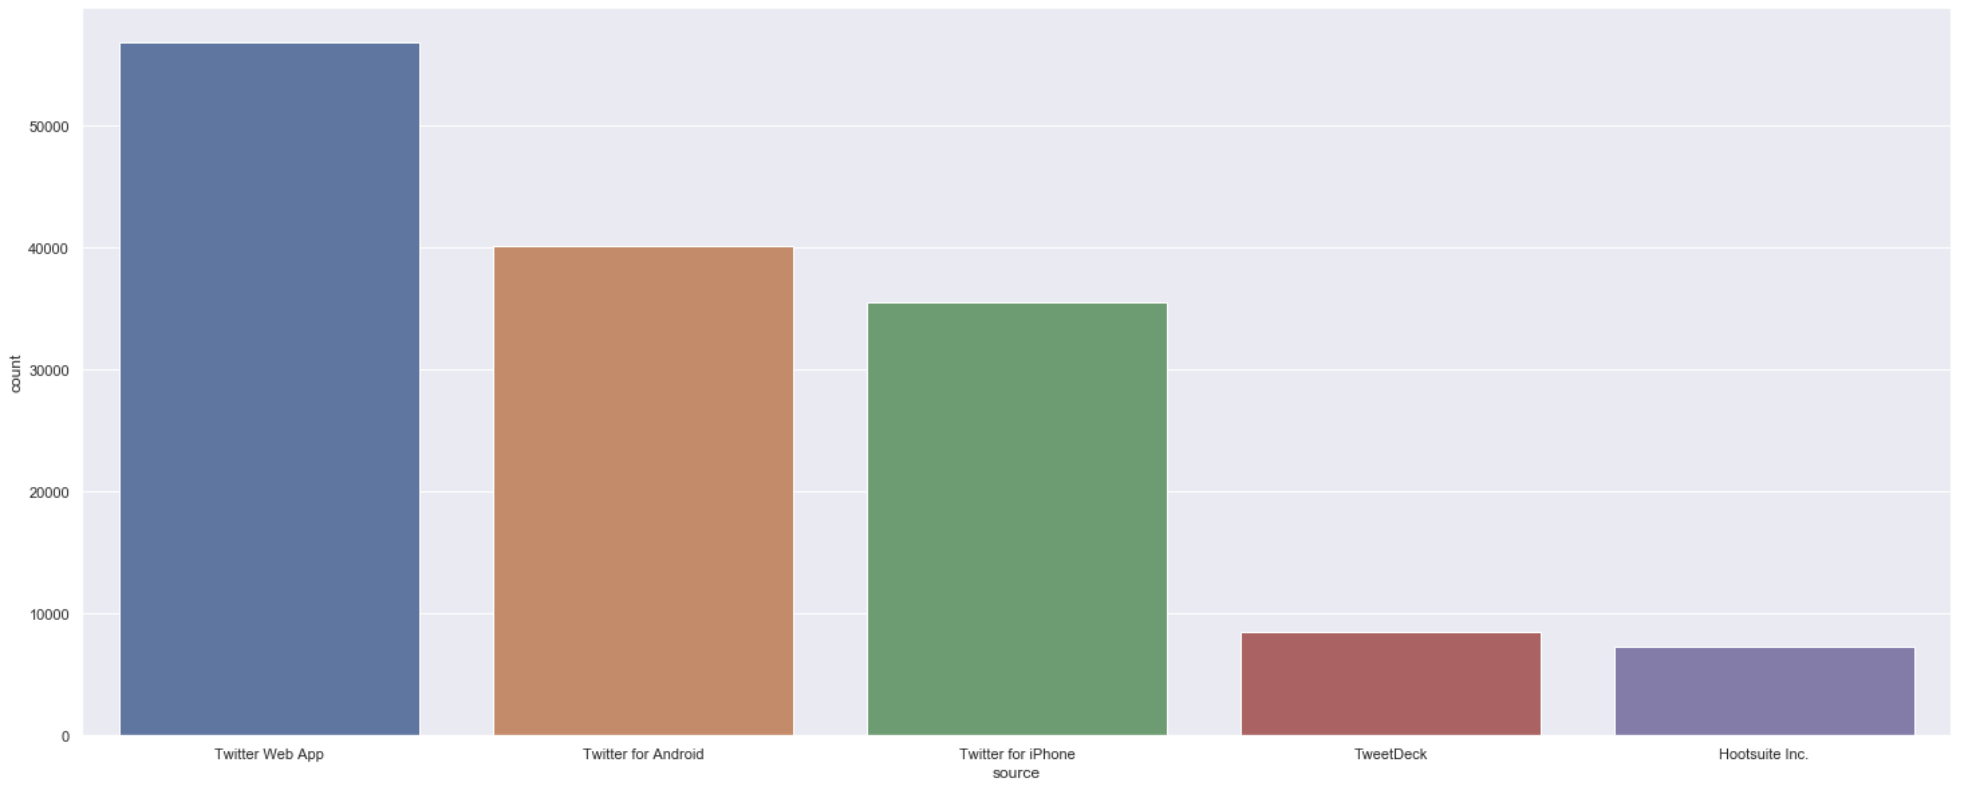 count
50000
40000
30000
20000
10000
0
Twitter Web App
Twitter for Android
Twitter for iPhone
TweetDeck
Hootsuite Inc.
source